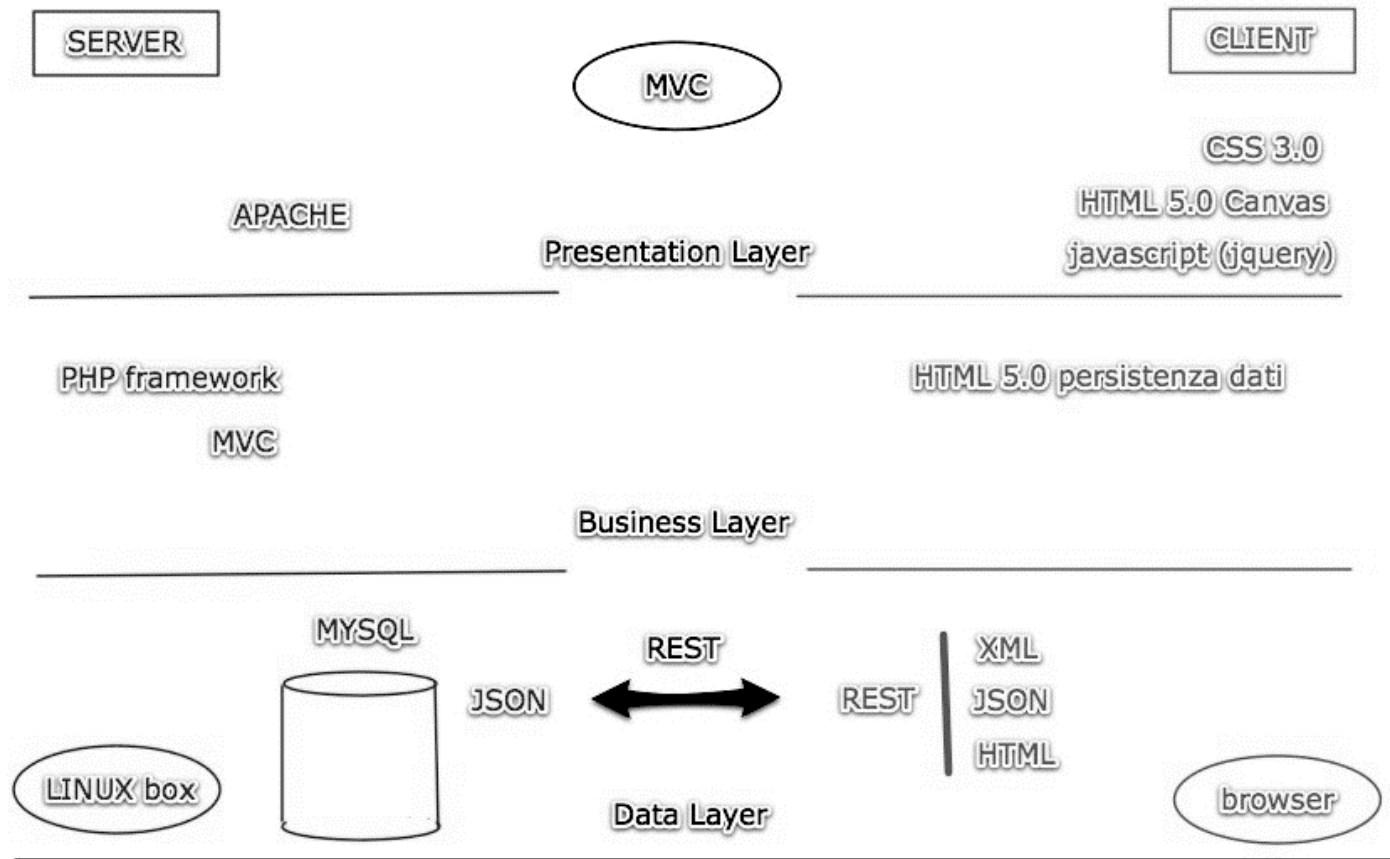 SERVER
CLIENT
MVC
CSS 3.0
APACHE
HTML 5.0 Canvas
Presentation Layer
javascript (jquery)
PHP framework
HTML 5.0 persistenza dati
MVC
Business Layer
MYSQL
REST
XML
JSON
REST
JSON
HTML
LINUX box
Data Layer
browser